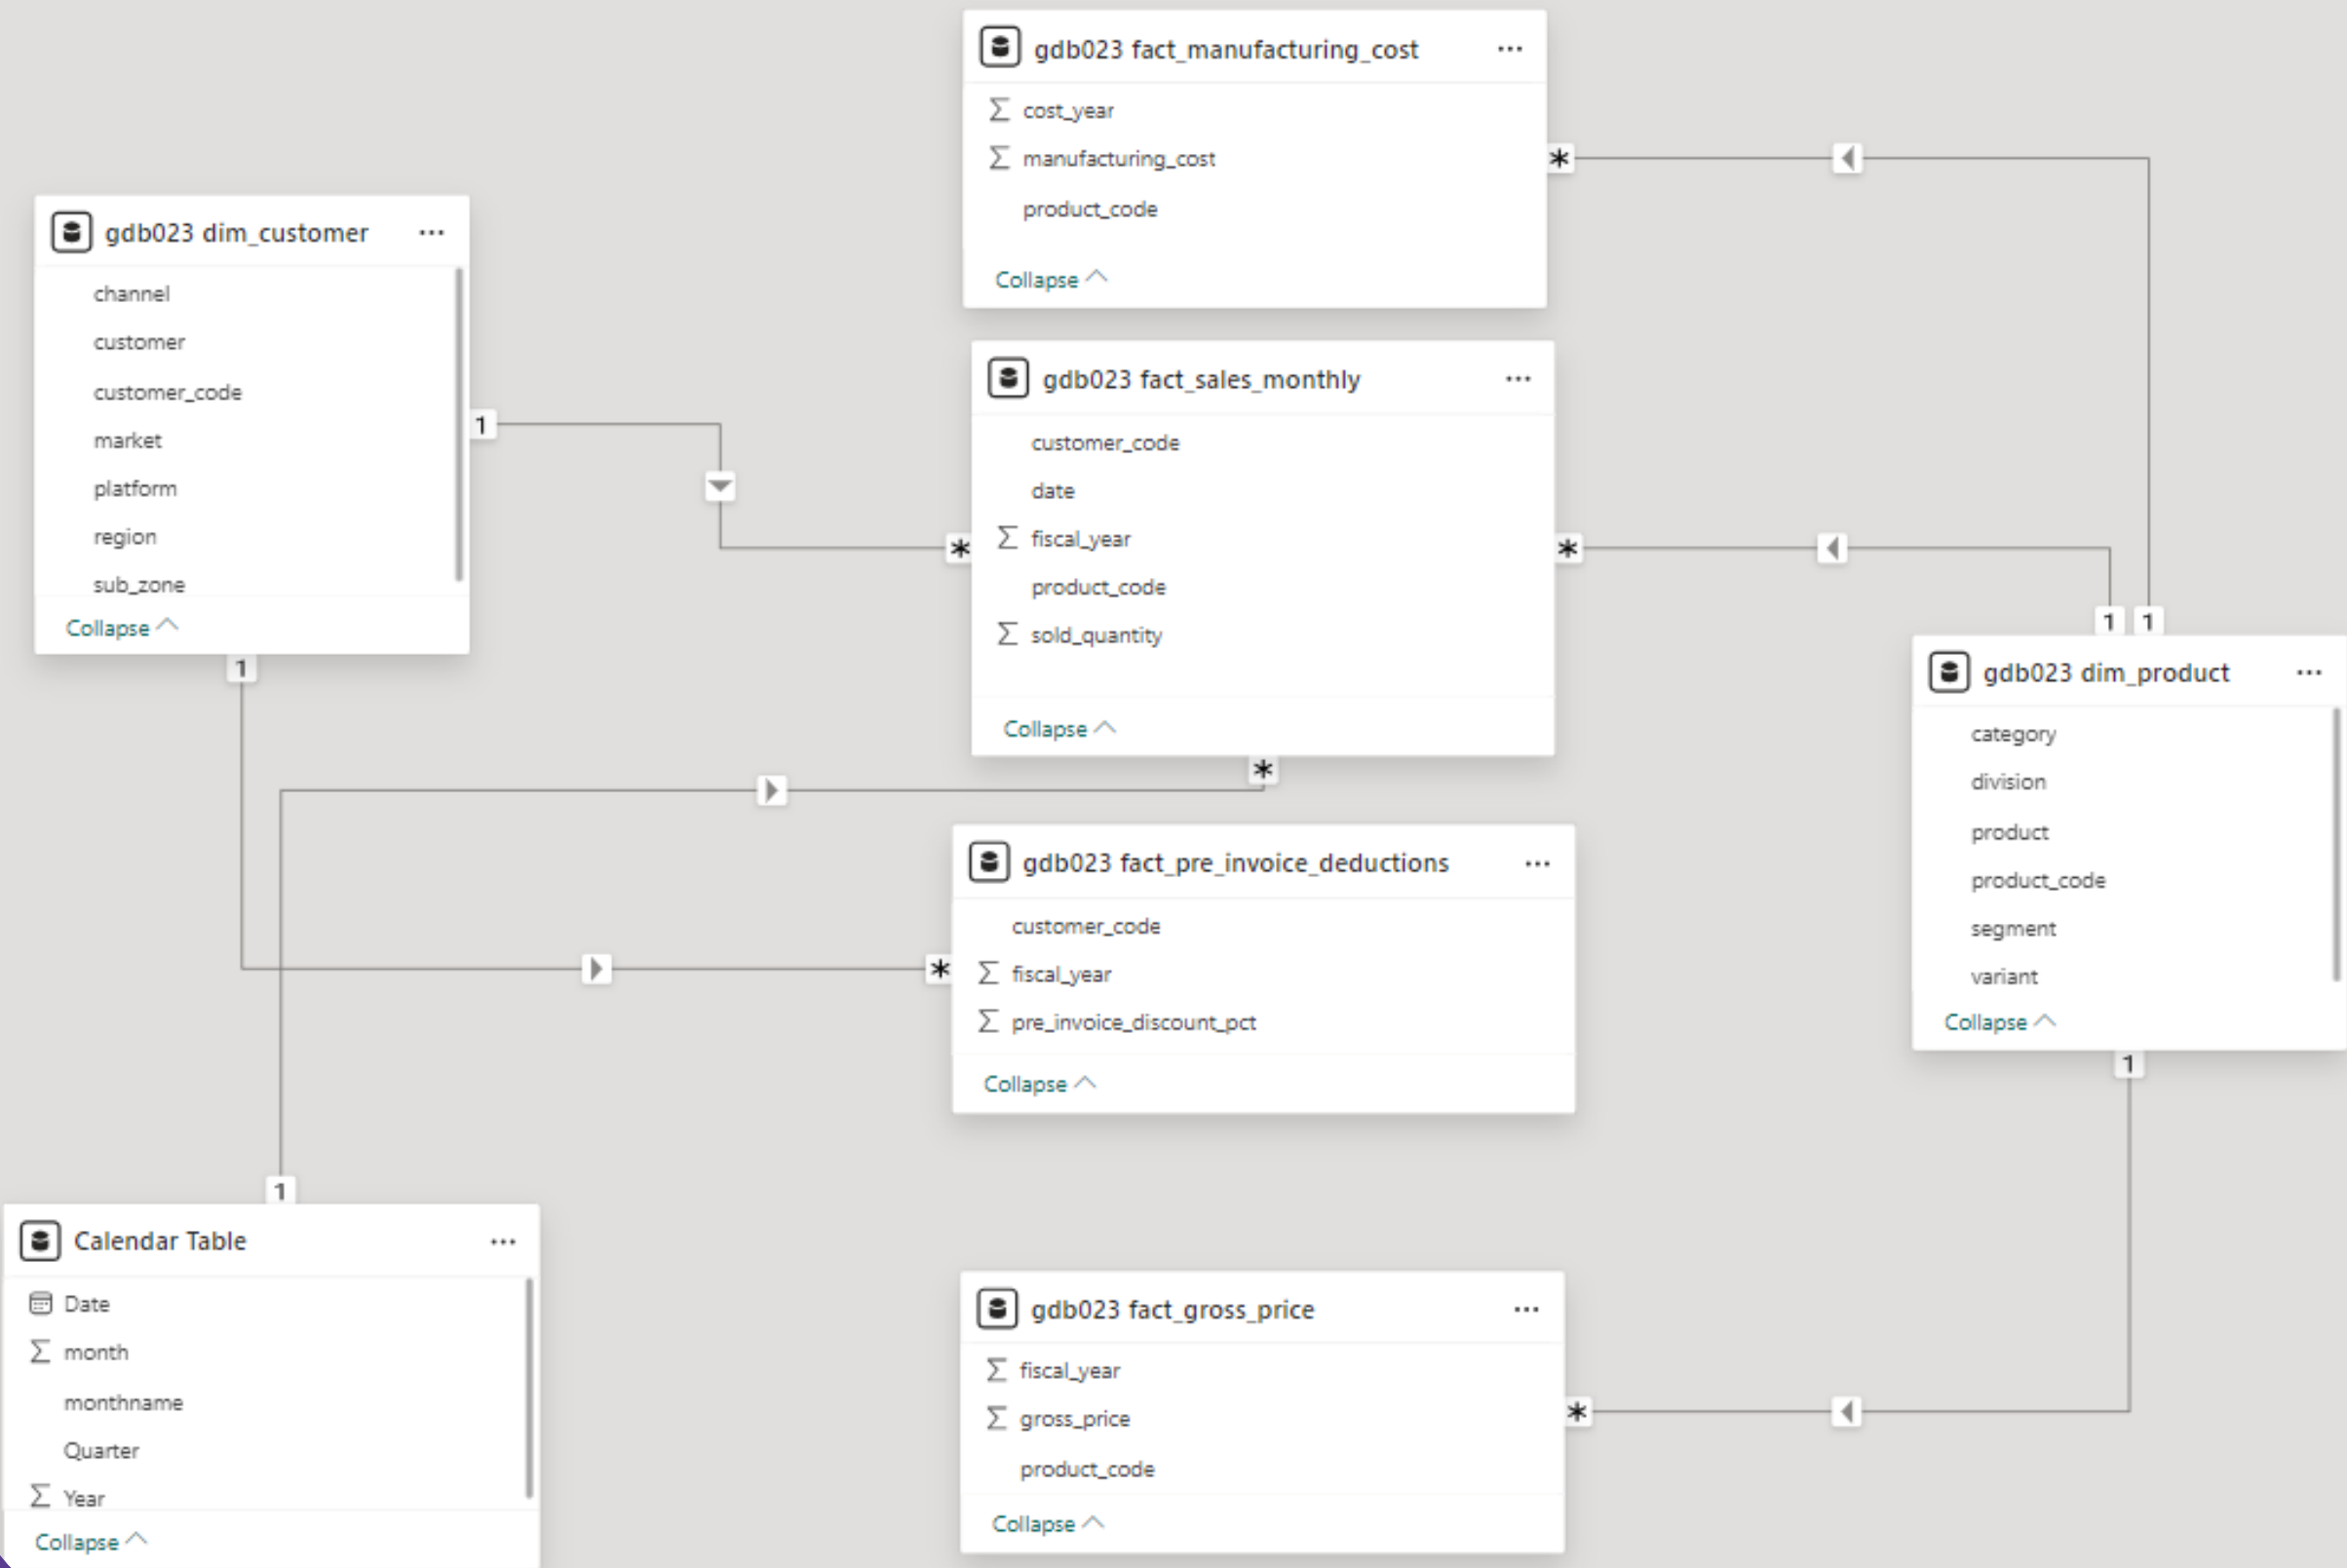 gdb023 fact_manufacturing_cost ...
Σ cost_year
Σ manufacturing_cost
product_code
Collapse
*
gdb023 dim_customer ...
channel
customer
customer_code
market
platform
region
sub_zone
Collapse
1
1
gdb023 fact_sales_monthly ...
customer_code
date
Σ fiscal_year
product_code
Σ sold_quantity
Collapse
*
*
*
1 1
gdb023 dim_product ...
category
division
product
product_code
segment
variant
Collapse
1
gdb023 fact_pre_invoice_deductions ...
customer_code
Σ fiscal_year
Σ pre_invoice_discount_pct
Collapse
*
1
Calendar Table ...
Date
Σ month
monthname
Quarter
Σ Year
Collapse
gdb023 fact_gross_price ...
Σ fiscal_year
Σ gross_price
product_code
Collapse
*